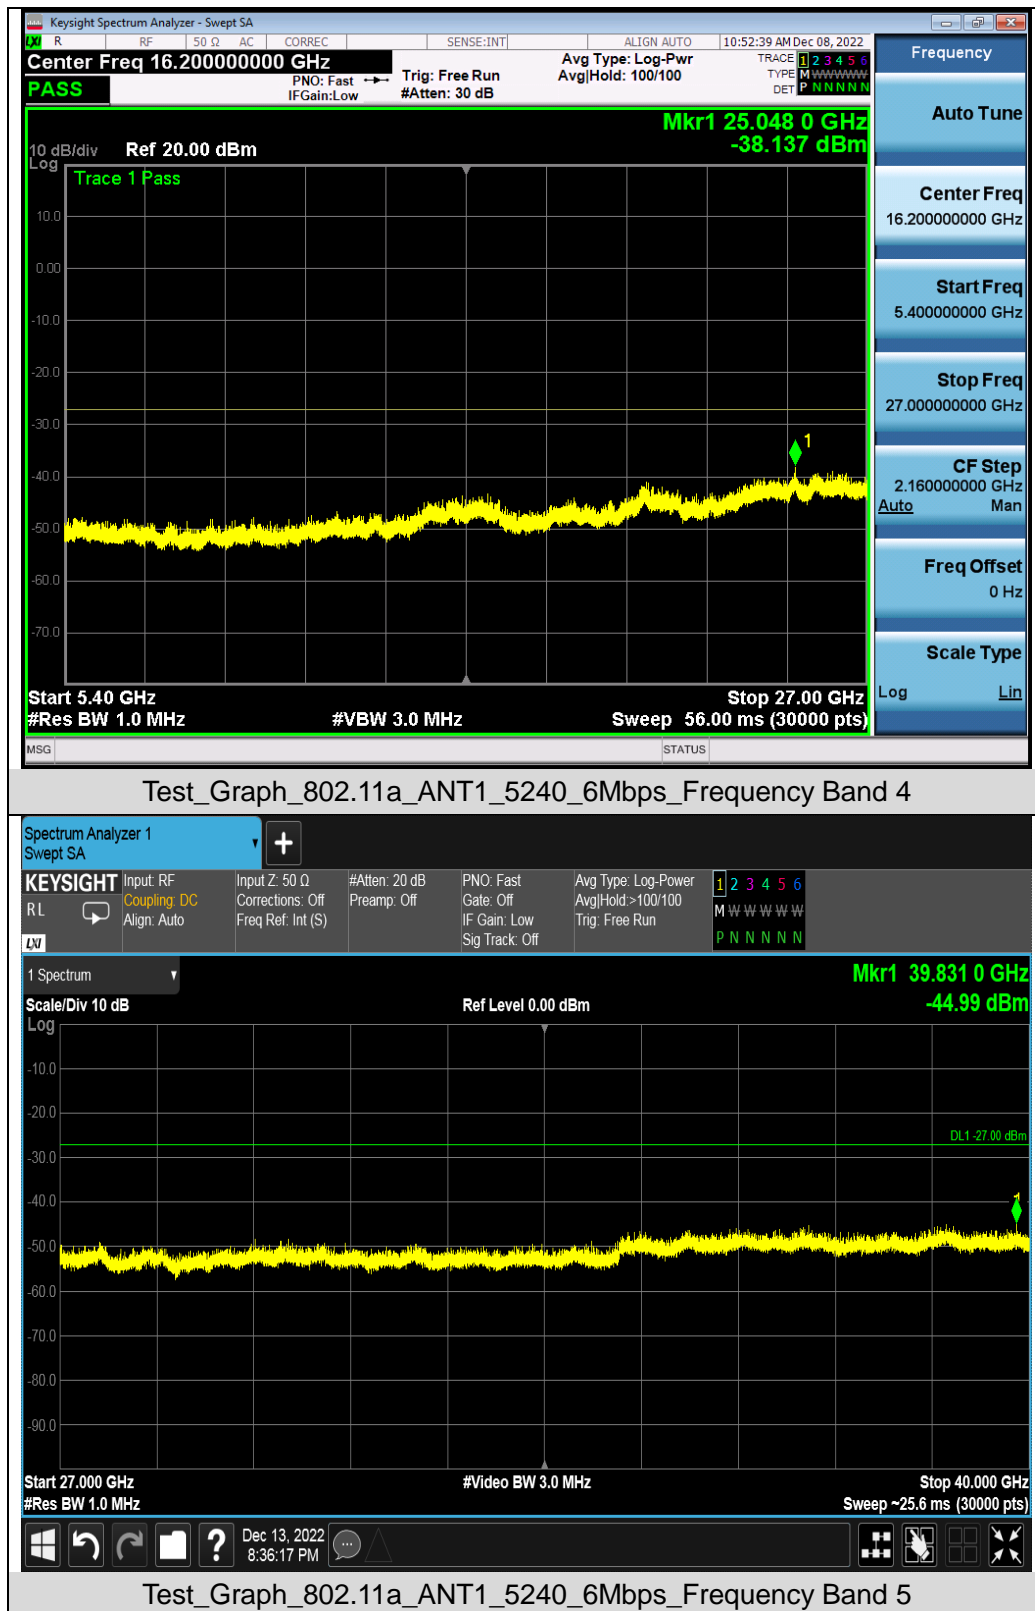 Keysight Spectrum Analyzer - Swept SA
LXI R RF 50 Ω AC CORREC SENSE:INT ALIGN AUTO 10:52:39 AM Dec 08, 2022
Center Freq 16.200000000 GHz
PNO: Fast
IFGain:Low
Trig: Free Run
#Atten: 30 dB
Avg Type: Log-Pwr
Avg|Hold: 100/100
TRACE 1 2 3 4 5 6
TYPE M W W W W W
DET P N N N N N
PASS
Mkr1 25.048 0 GHz
-38.137 dBm
10 dB/div Ref 20.00 dBm
Log
Trace 1 Pass
10.0
0.00
-10.0
-20.0
-30.0
1
-40.0
-50.0
-60.0
-70.0
Start 5.40 GHz Stop 27.00 GHz
#Res BW 1.0 MHz #VBW 3.0 MHz Sweep 56.00 ms (30000 pts)
MSG STATUS
Frequency
Auto Tune
Center Freq
16.200000000 GHz
Start Freq
5.400000000 GHz
Stop Freq
27.000000000 GHz
CF Step
2.160000000 GHz
Auto Man
Freq Offset
0 Hz
Scale Type
Log Lin
Test_Graph_802.11a_ANT1_5240_6Mbps_Frequency Band 4
Spectrum Analyzer 1
Swept SA
+
KEYSIGHT
R L
LXI
Input: RF
Coupling: DC
Align: Auto
Input Z: 50 Ω
Corrections: Off
Freq Ref: Int (S)
#Atten: 20 dB
Preamp: Off
PNO: Fast
Gate: Off
IF Gain: Low
Sig Track: Off
Avg Type: Log-Power
Avg|Hold:>100/100
Trig: Free Run
1 2 3 4 5 6
M W W W W W
P N N N N N
1 Spectrum
Mkr1 39.831 0 GHz
-44.99 dBm
Scale/Div 10 dB Ref Level 0.00 dBm
Log
-10.0
-20.0
DL1 -27.00 dBm
-30.0
-40.0
1
-50.0
-60.0
-70.0
-80.0
-90.0
Start 27.000 GHz #Video BW 3.0 MHz Stop 40.000 GHz
#Res BW 1.0 MHz Sweep ~25.6 ms (30000 pts)
? Dec 13, 2022
8:36:17 PM
Test_Graph_802.11a_ANT1_5240_6Mbps_Frequency Band 5